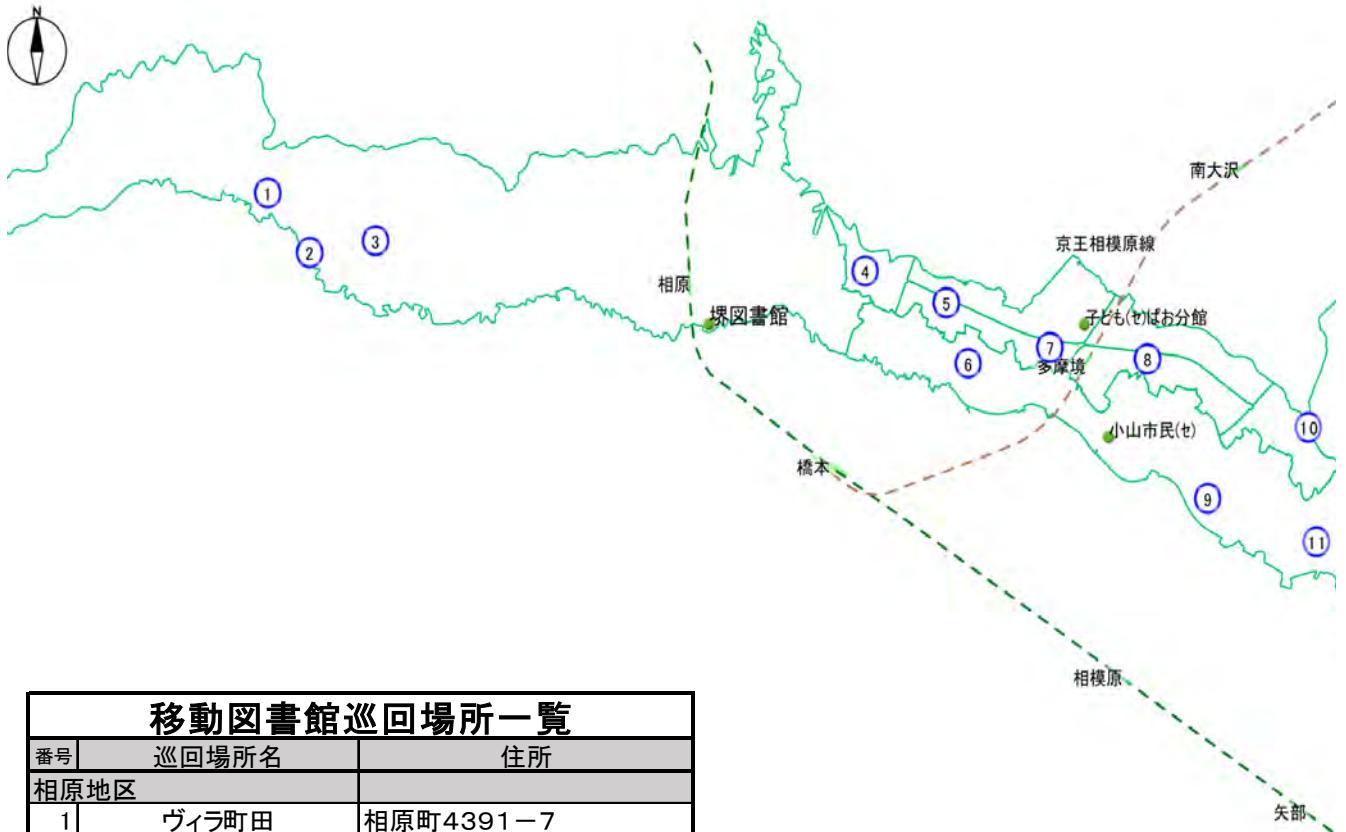 N
南大沢
京王相模原線
1
2
3
4
相原
5
堺図書館
子ども(セ)ぱお分館
7
8
6
多摩境
10
小山市民(セ)
橋本
9
11
相模原
矢部
移動図書館巡回場所一覧
番号 巡回場所名 住所
相原地区
1 ヴィラ町田 相原町4391－7